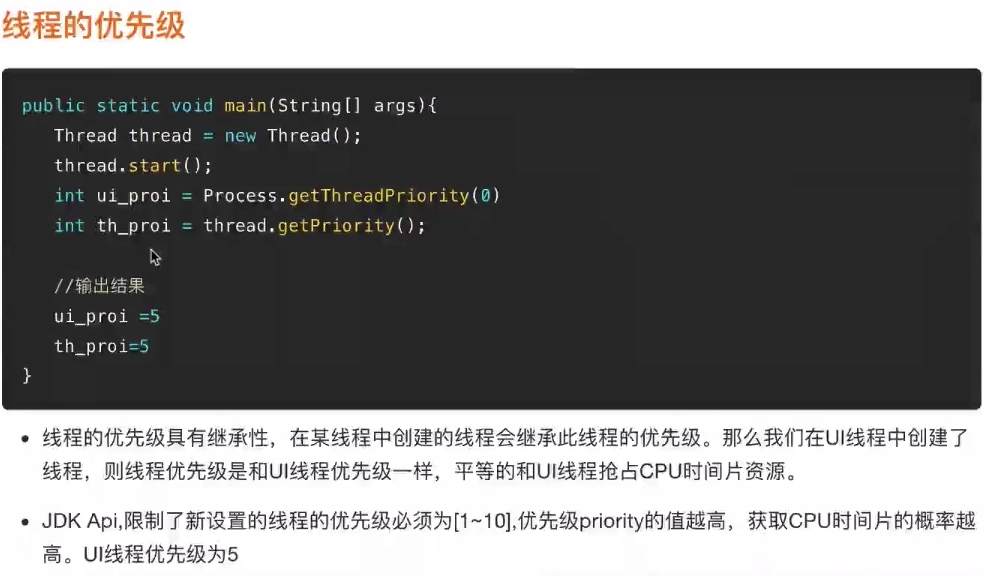 线程的优先级
public static void main(String[] args){
Thread thread = new Thread();
thread.start();
int ui_proi = Process.getThreadPriority(0)
int th_proi = thread.getPriority();
//输出结果
ui_proi =5
th_proi=5
}
• 线程的优先级具有继承性，在某线程中创建的线程会继承此线程的优先级。那么我们在UI线程中创建了
线程，则线程优先级是和UI线程优先级一样，平等的和UI线程抢占CPU时间片资源。
• JDK Api,限制了新设置的线程的优先级必须为[1~10],优先级priority的值越高，获取CPU时间片的概率越
高。UI线程优先级为5